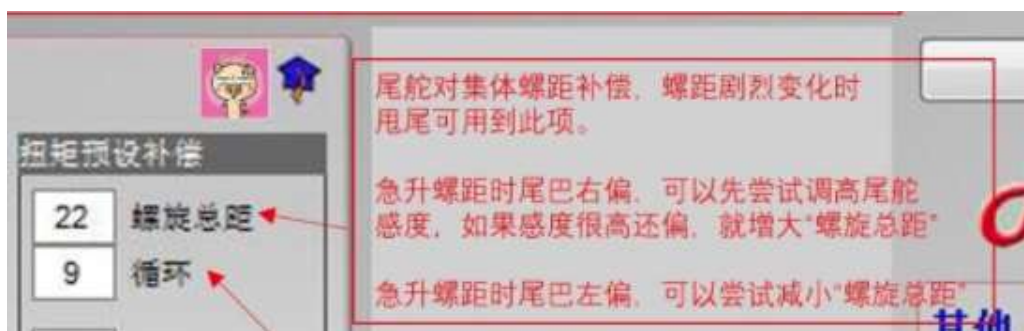 尾舵对集体螺距补偿，螺距剧烈变化时
甩尾可用到此项。
扭矩预设补偿
急升螺距时尾巴右偏，可以先尝试调高尾舵
感度，如果感度很高还偏，就增大“螺旋总距”
22 螺旋总距
9 循环
急升螺距时尾巴左偏，可以尝试减小“螺旋总距”
其他